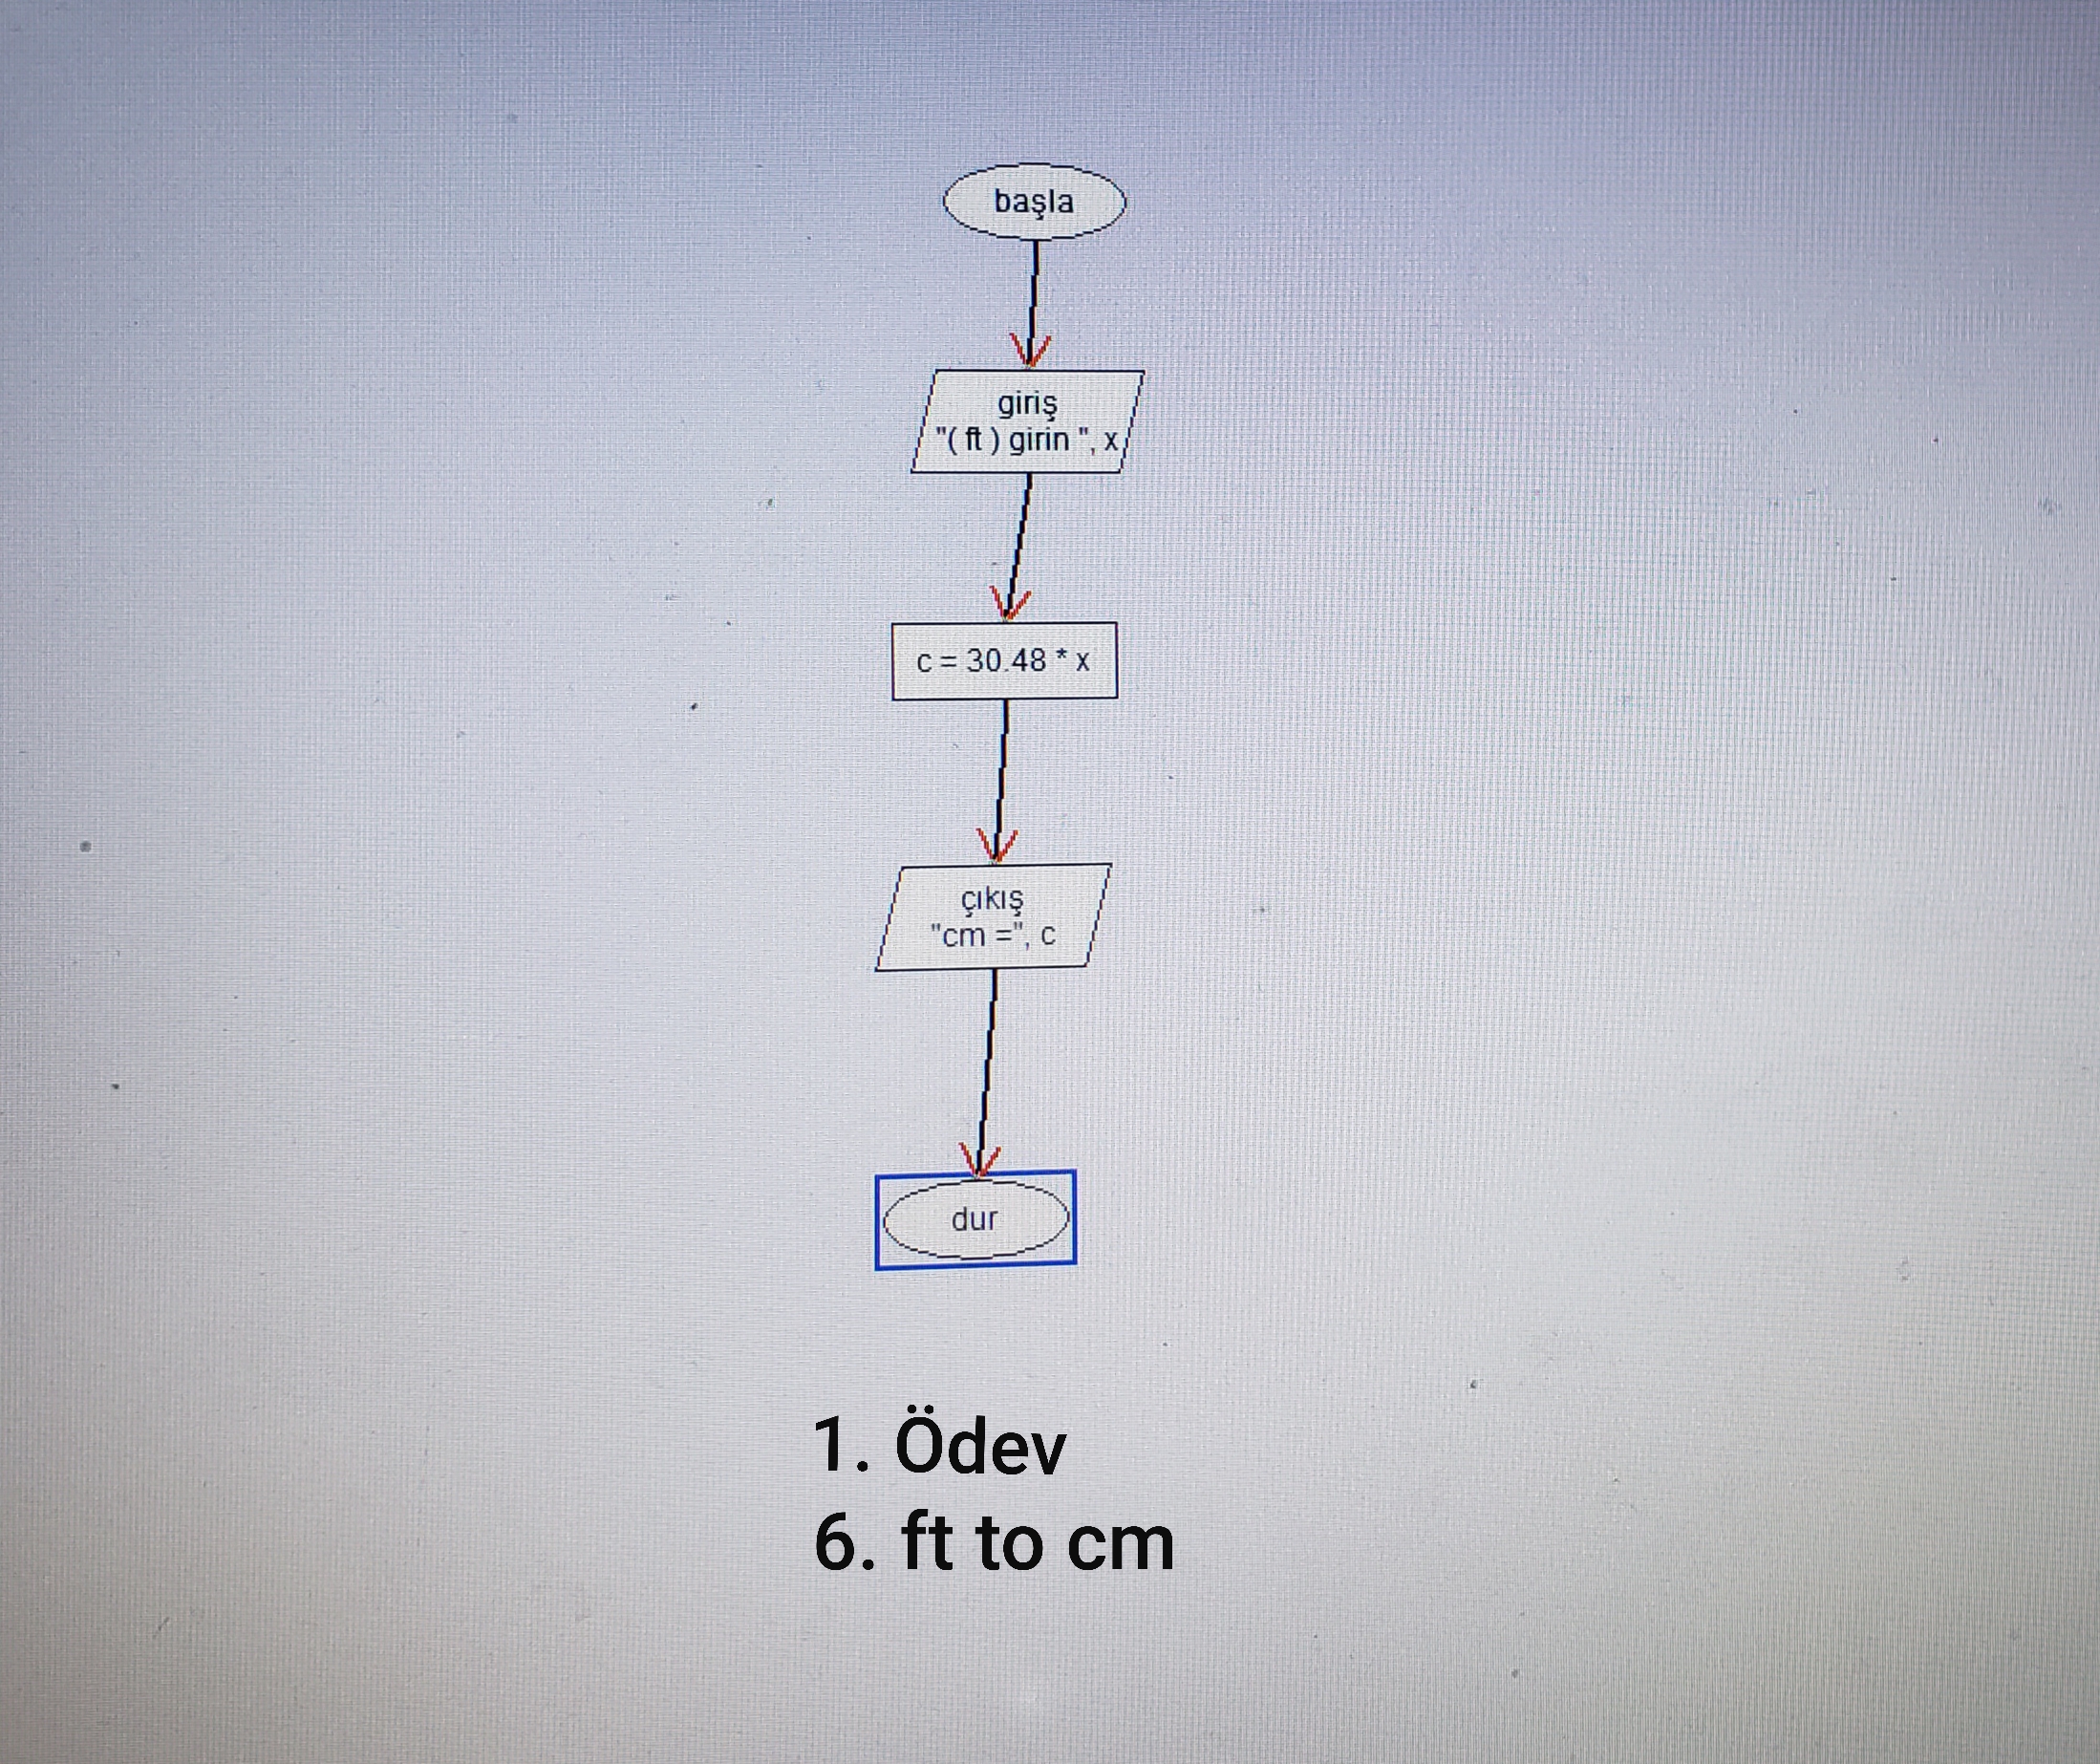 başla
giriş
"( ft ) girin ", x
c = 30.48 * x
çıkış
"cm =", c
dur
1. Ödev
6. ft to cm